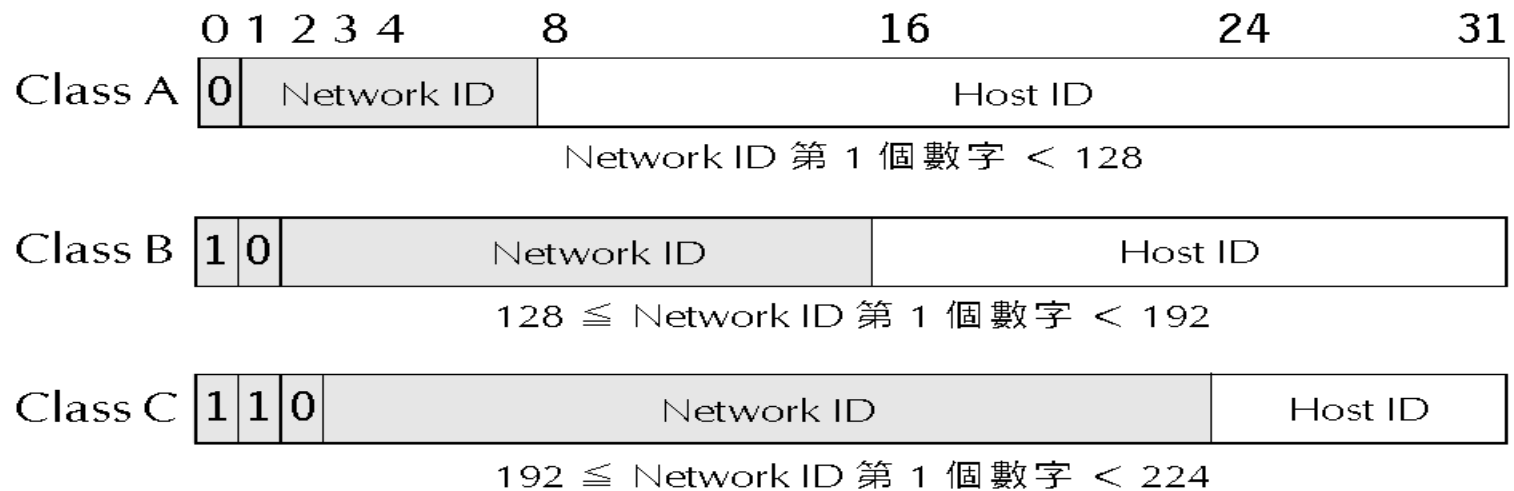 0 1 2 3 4 8 16 24 31
Class A 0 Network ID Host ID
Network ID 第 1 個數字 < 128
Class B 1 0 Network ID Host ID
128 ≦ Network ID 第 1 個數字 < 192
Class C 1 1 0 Network ID Host ID
192 ≦ Network ID 第 1 個數字 < 224